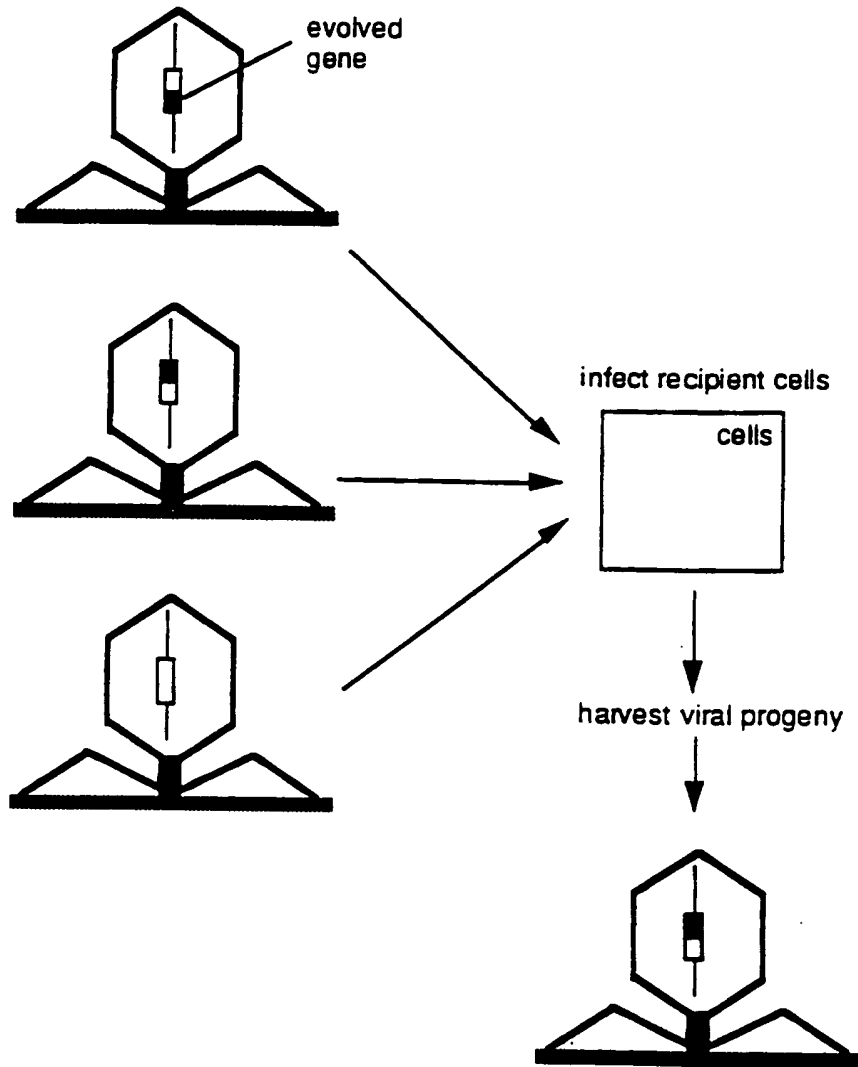 evolved
gene
infect recipient cells
cells
harvest viral progeny